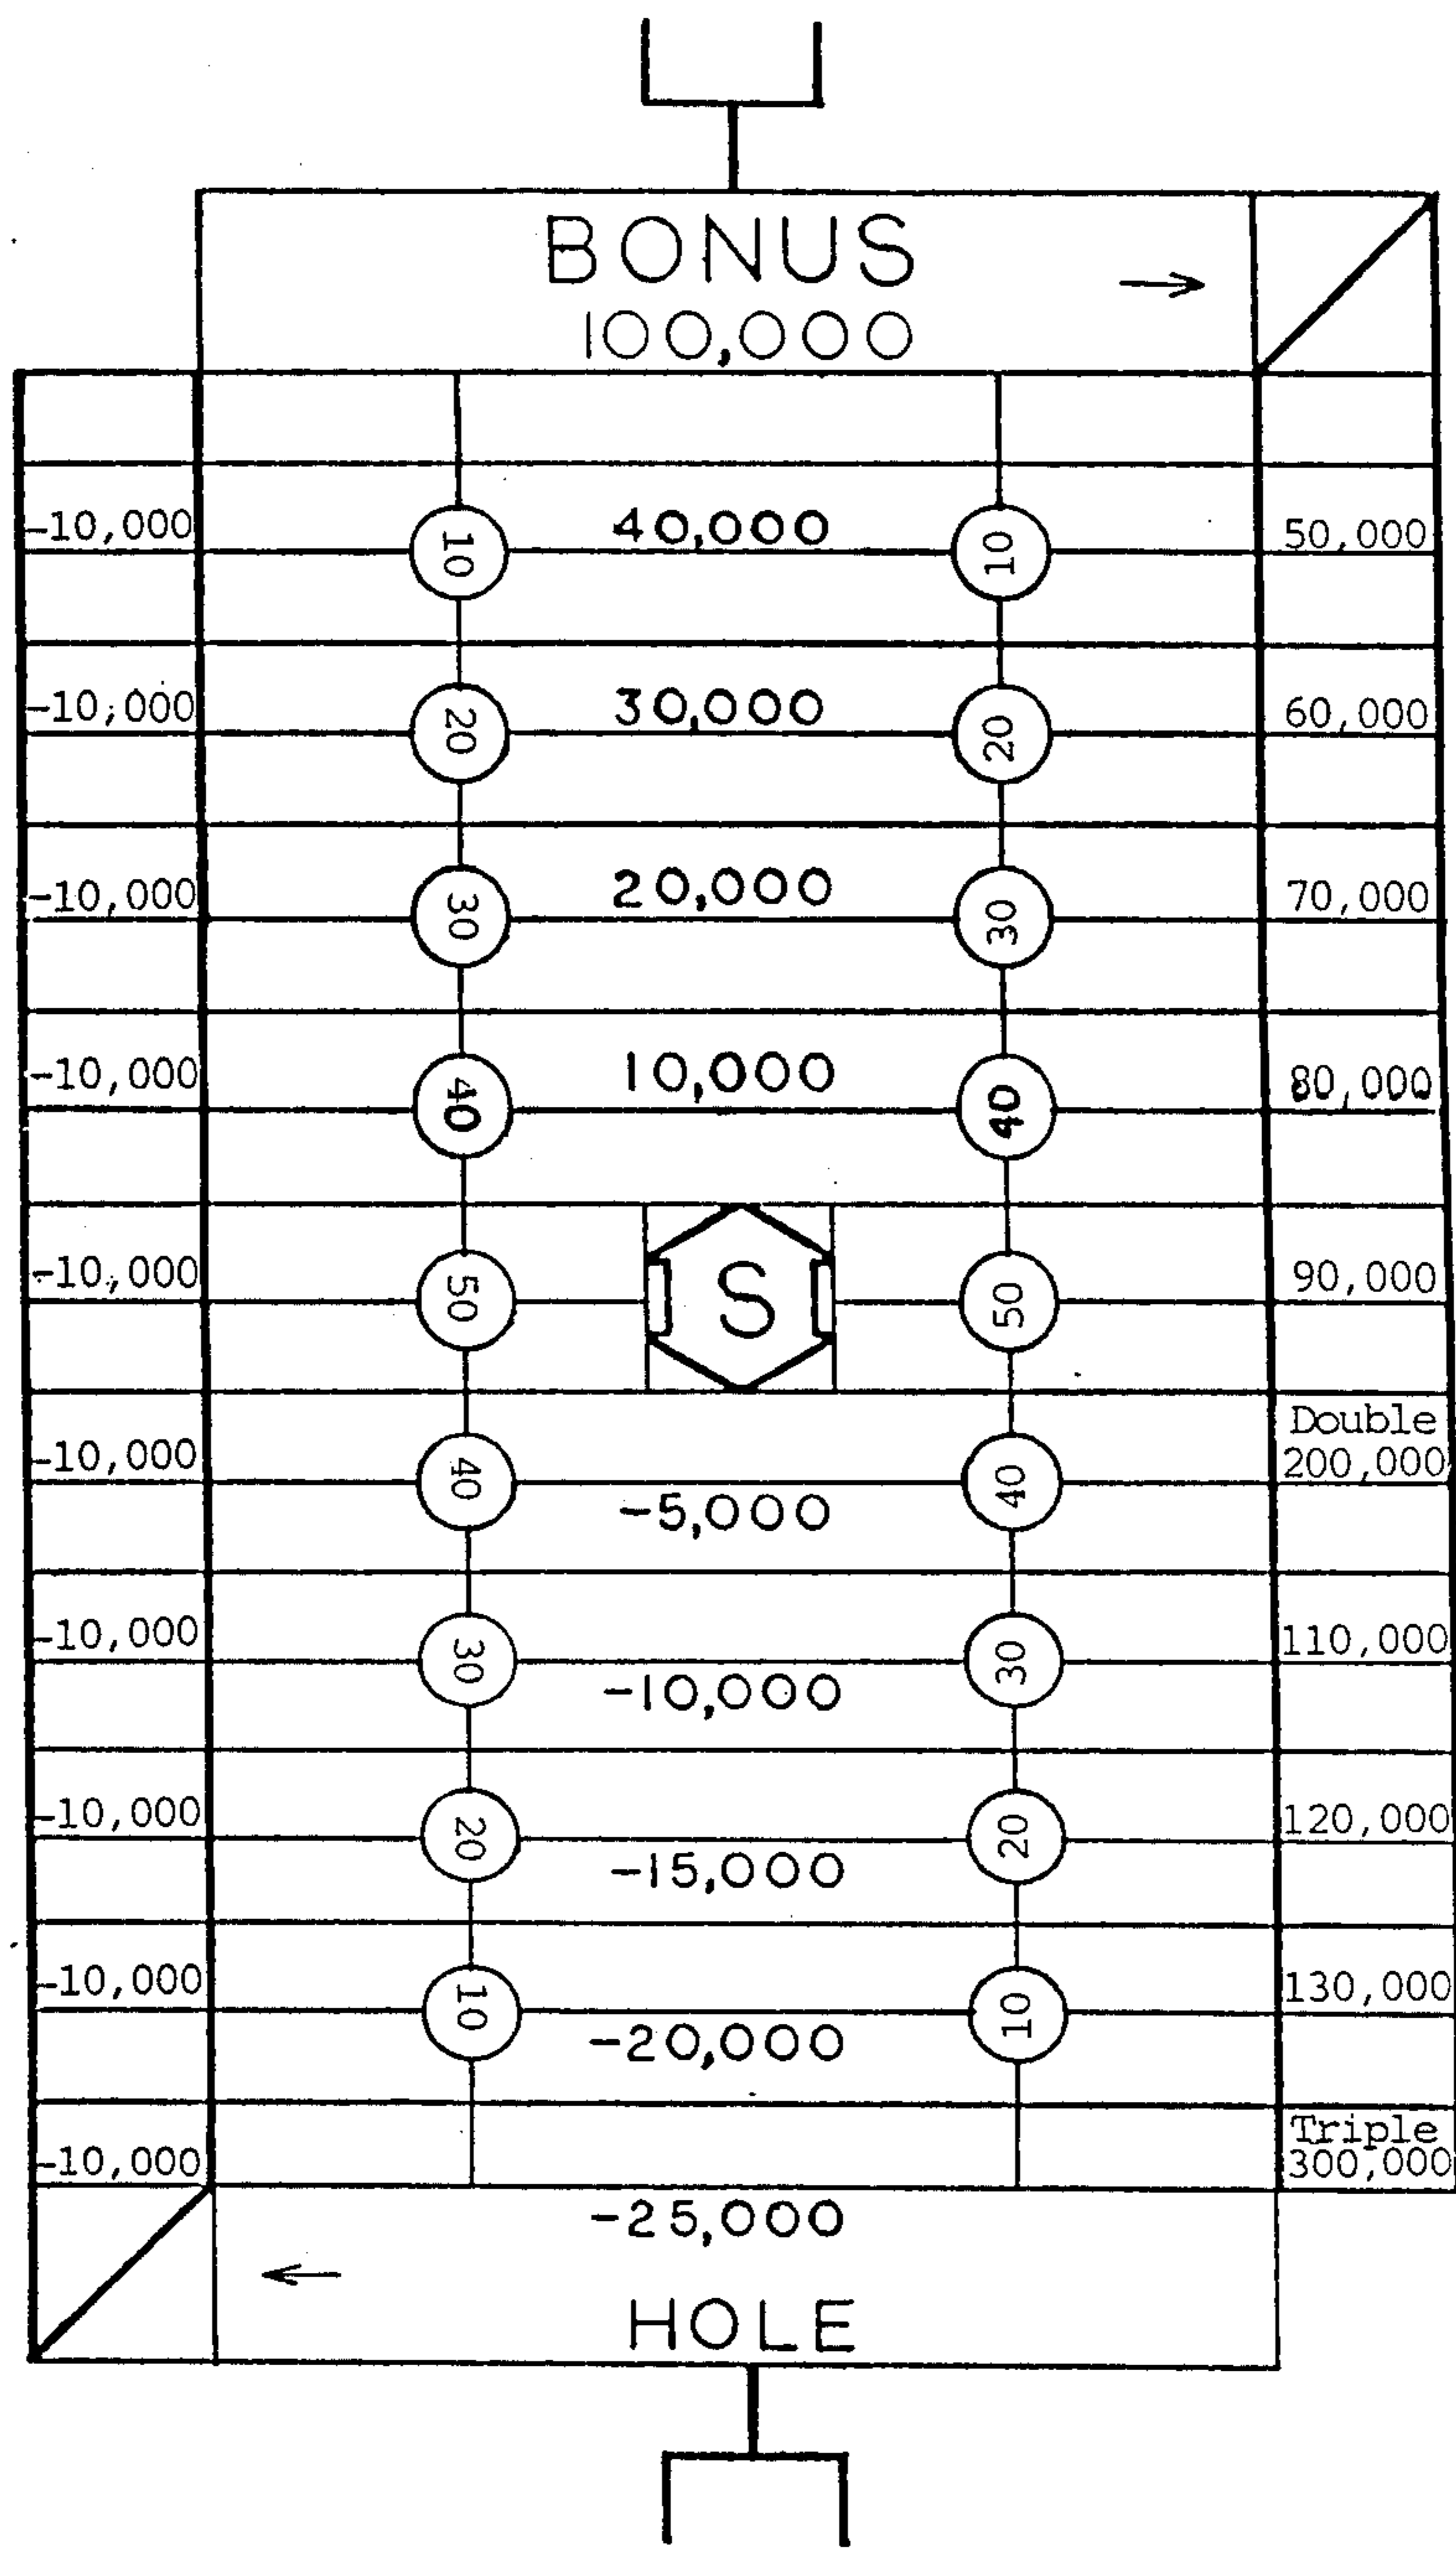 BONUS
→
100,000
-10,000 10 40,000 10 50,000
-10,000 20 30,000 20 60,000
-10,000 30 20,000 30 70,000
-10,000 40 10,000 40 80,000
-10,000 50 S 50 90,000
Double
-10,000 40 40 200,000
-5,000
-10,000 30 30 110,000
-10,000
-10,000 20 20 120,000
-15,000
-10,000 10 10 130,000
-20,000
Triple
-10,000 300,000
-25,000
←
HOLE